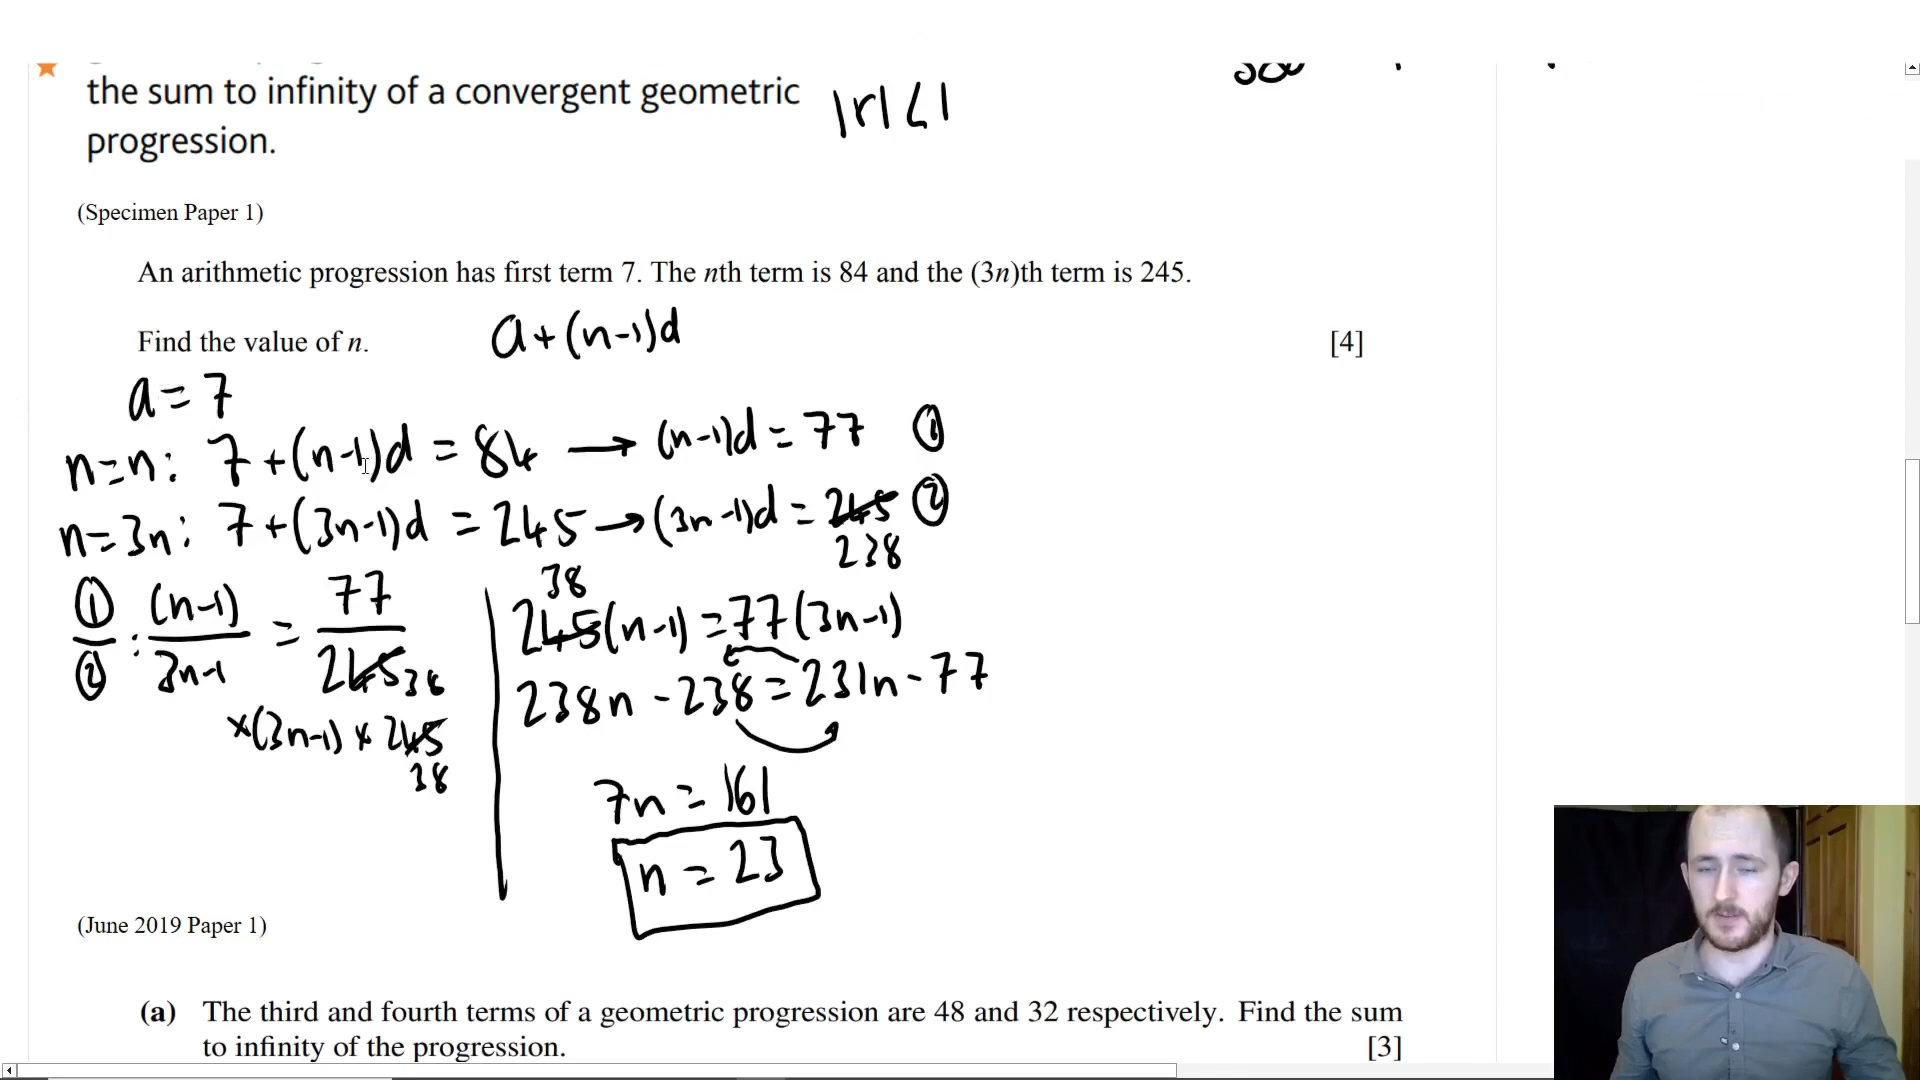 the sum to infinity of a convergent geometric
progression.
|r| < 1
(Specimen Paper 1)
An arithmetic progression has first term 7. The nth term is 84 and the (3n)th term is 245.
Find the value of n.
a+(n-1)d
[4]
a = 7
n=n: 7+(n-1)d = 84 → (n-1)d = 77 ①
n=3n: 7+(3n-1)d = 245 → (3n-1)d = 245 ②
238
①/② : (n-1)/3n-1 = 77/245 38
×(3n-1) × 245
38
38
245(n-1) = 77(3n-1)
238n - 238 = 231n - 77
7n = 161
n = 23
(June 2019 Paper 1)
(a) The third and fourth terms of a geometric progression are 48 and 32 respectively. Find the sum
to infinity of the progression.
[3]